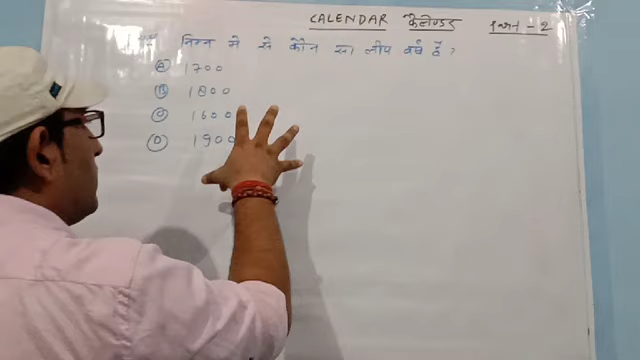 CALENDAR कैलेण्डर भाग - 2
निम्न में से कौन सा लीप वर्ष है ?
(A) 1700
(B) 1800
(C) 1600
(D) 1900